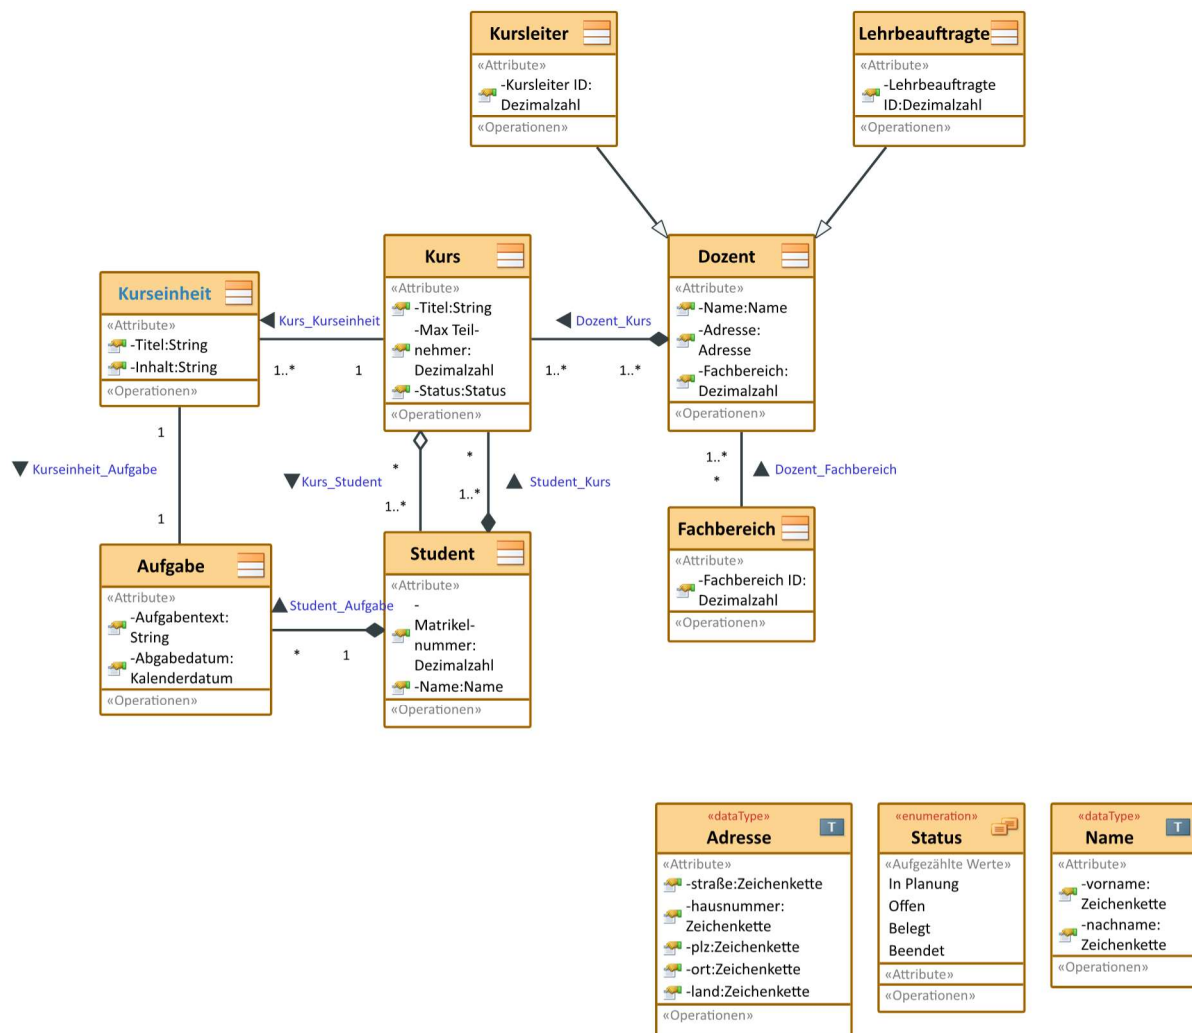 Kursleiter
«Attribute»
-Kursleiter ID:
Dezimalzahl
«Operationen»
Lehrbeauftragte
«Attribute»
-Lehrbeauftragte
ID:Dezimalzahl
«Operationen»
Kurseinheit
«Attribute»
-Titel:String
-Inhalt:String
«Operationen»
Kurs_Kurseinheit
1..*
1
Kurs
«Attribute»
-Titel:String
-Max Teil-
nehmer:
Dezimalzahl
-Status:Status
«Operationen»
Dozent_Kurs
1..*
1..*
Dozent
«Attribute»
-Name:Name
-Adresse:
Adresse
-Fachbereich:
Dezimalzahl
«Operationen»
1
Kurseinheit_Aufgabe
1
*
Kurs_Student
1..*
*
Student_Kurs
1..*
1..*
Dozent_Fachbereich
*
Aufgabe
«Attribute»
-Aufgabentext:
String
-Abgabedatum:
Kalenderdatum
«Operationen»
Student_Aufgabe
*
1
Student
«Attribute»
-
Matrikel-
nummer:
Dezimalzahl
-Name:Name
«Operationen»
Fachbereich
«Attribute»
-Fachbereich ID:
Dezimalzahl
«Operationen»
«dataType»
Adresse
T
«Attribute»
-straße:Zeichenkette
-hausnummer:
Zeichenkette
-plz:Zeichenkette
-ort:Zeichenkette
-land:Zeichenkette
«Operationen»
«enumeration»
Status
«Aufgezählte Werte»
In Planung
Offen
Belegt
Beendet
«Attribute»
«Operationen»
«dataType»
Name
T
«Attribute»
-vorname:
Zeichenkette
-nachname:
Zeichenkette
«Operationen»